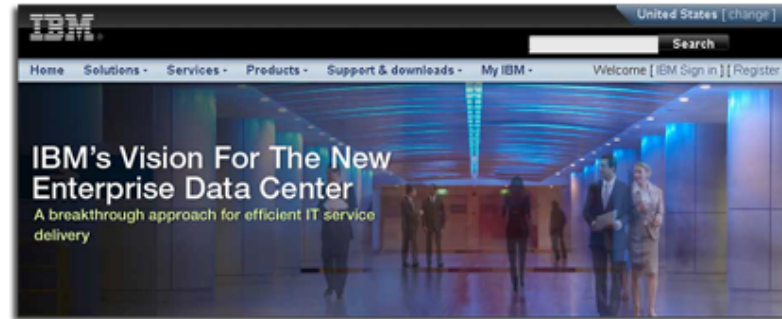 United States [ change ]
IBM®
Search
Home Solutions - Services - Products - Support & downloads - My IBM - Welcome [ IBM Sign in ] [ Register
IBM's Vision For The New
Enterprise Data Center
A breakthrough approach for efficient IT service
delivery